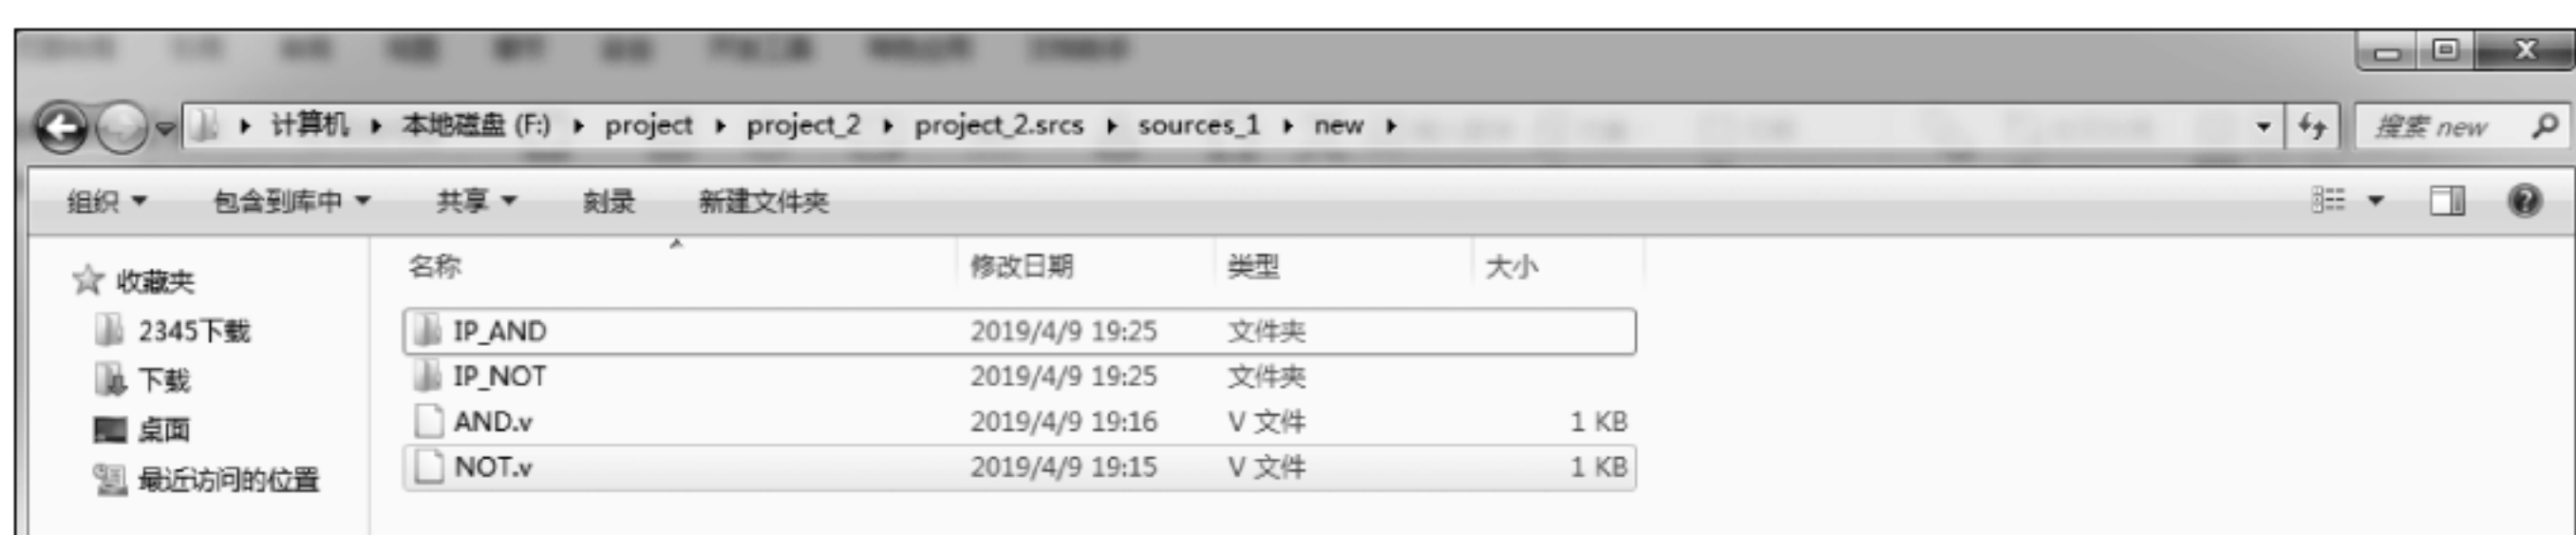 计算机 本地磁盘 (F:) project project_2 project_2.srcs sources_1 new 搜索 new
组织 包含到库中 共享 刻录 新建文件夹
收藏夹
2345下载
下载
桌面
最近访问的位置
名称 修改日期 类型 大小
IP_AND 2019/4/9 19:25 文件夹
IP_NOT 2019/4/9 19:25 文件夹
AND.v 2019/4/9 19:16 V 文件 1 KB
NOT.v 2019/4/9 19:15 V 文件 1 KB